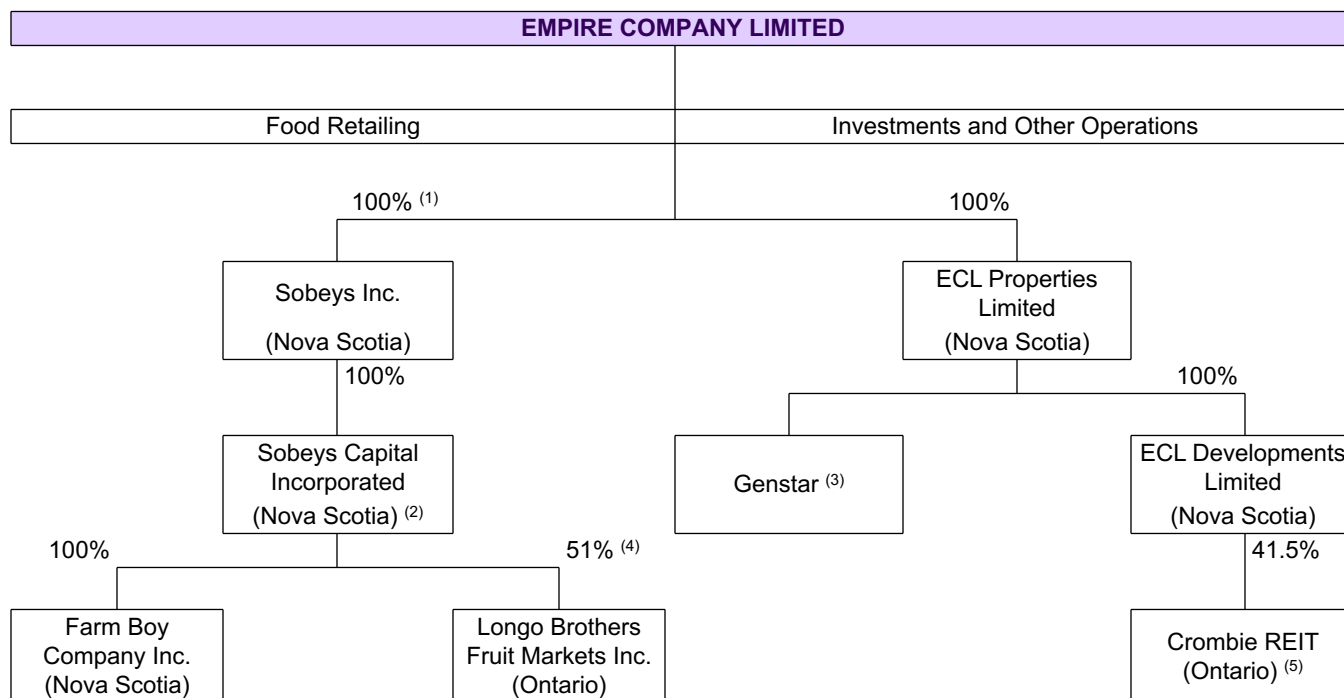 EMPIRE COMPANY LIMITED
Food Retailing
Investments and Other Operations
100% (1)
100%
Sobeys Inc.
(Nova Scotia)
ECL Properties
Limited
(Nova Scotia)
100%
100%
Sobeys Capital
Incorporated
(Nova Scotia) (2)
Genstar (3)
ECL Developments
Limited
(Nova Scotia)
100%
51% (4)
41.5%
Farm Boy
Company Inc.
(Nova Scotia)
Longo Brothers
Fruit Markets Inc.
(Ontario)
Crombie REIT
(Ontario) (5)